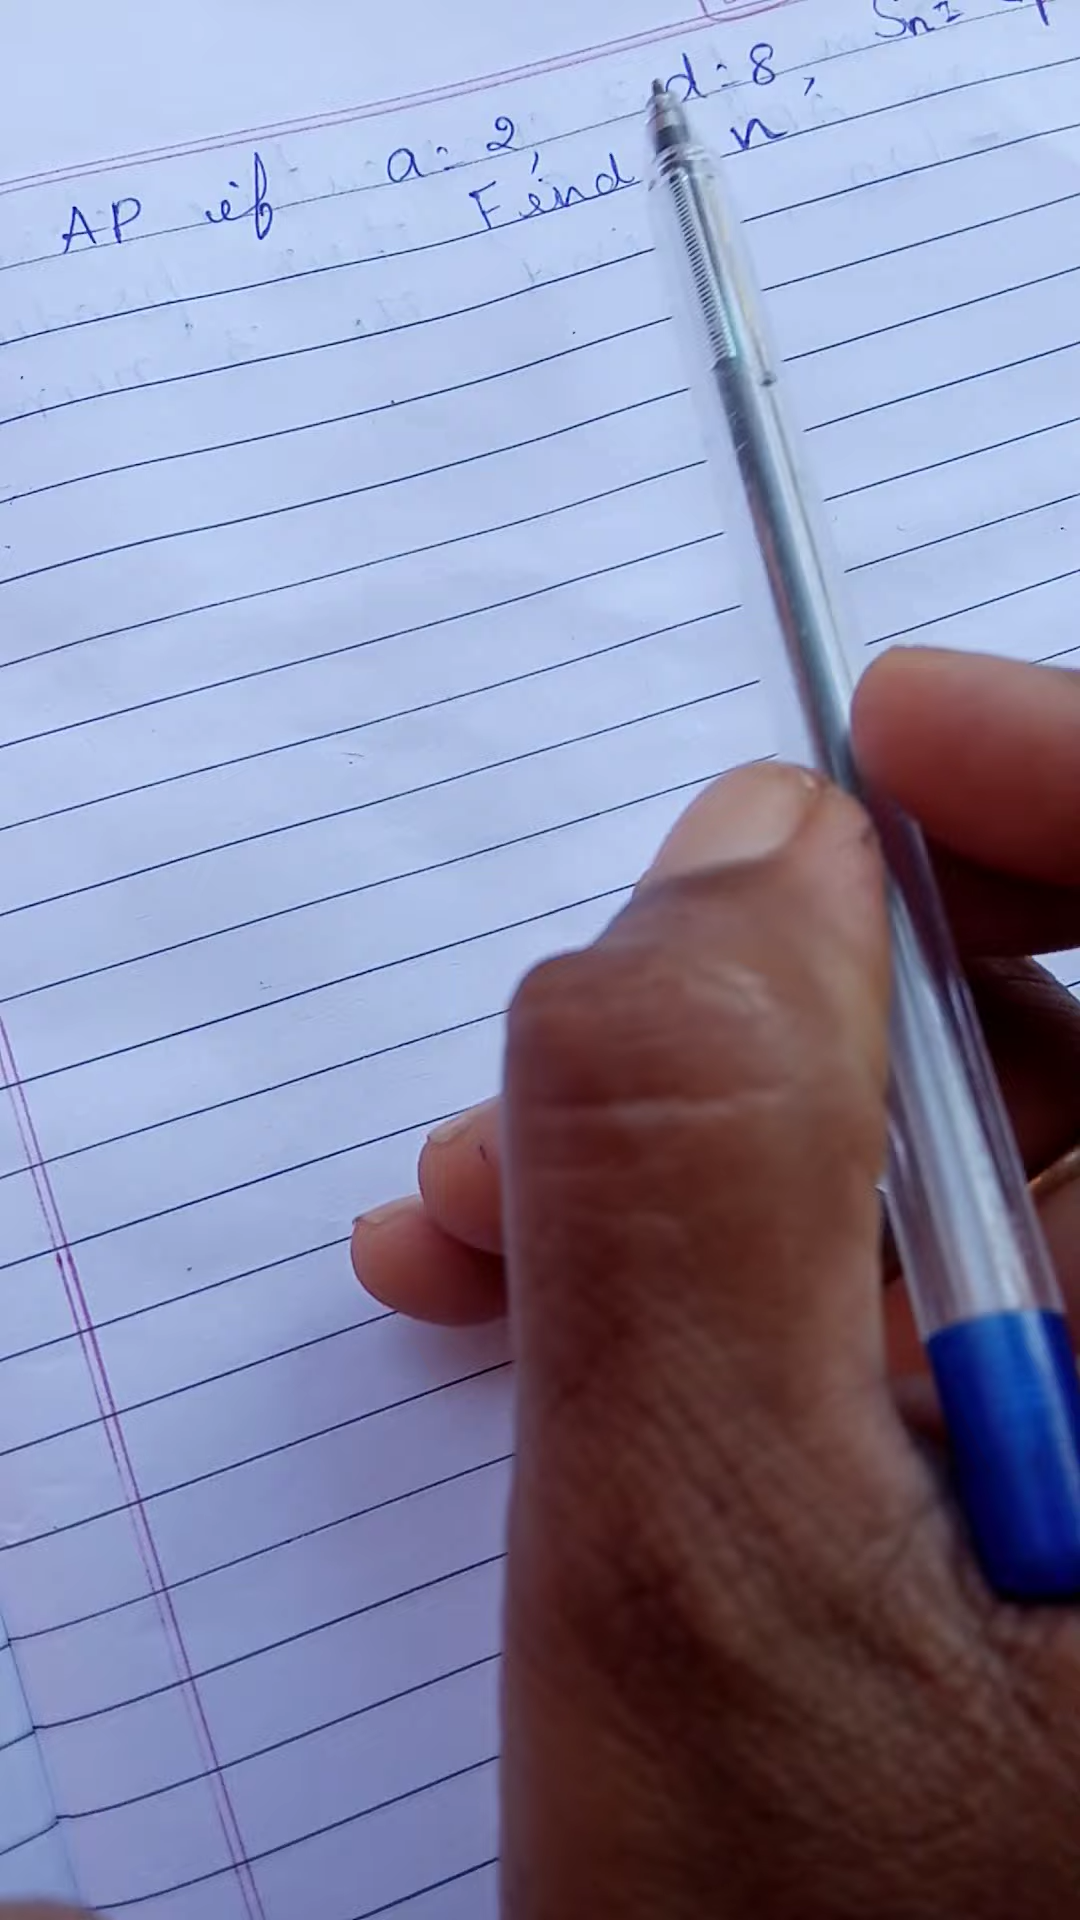 AP if a = 2, d = 8, Sn =
Find n